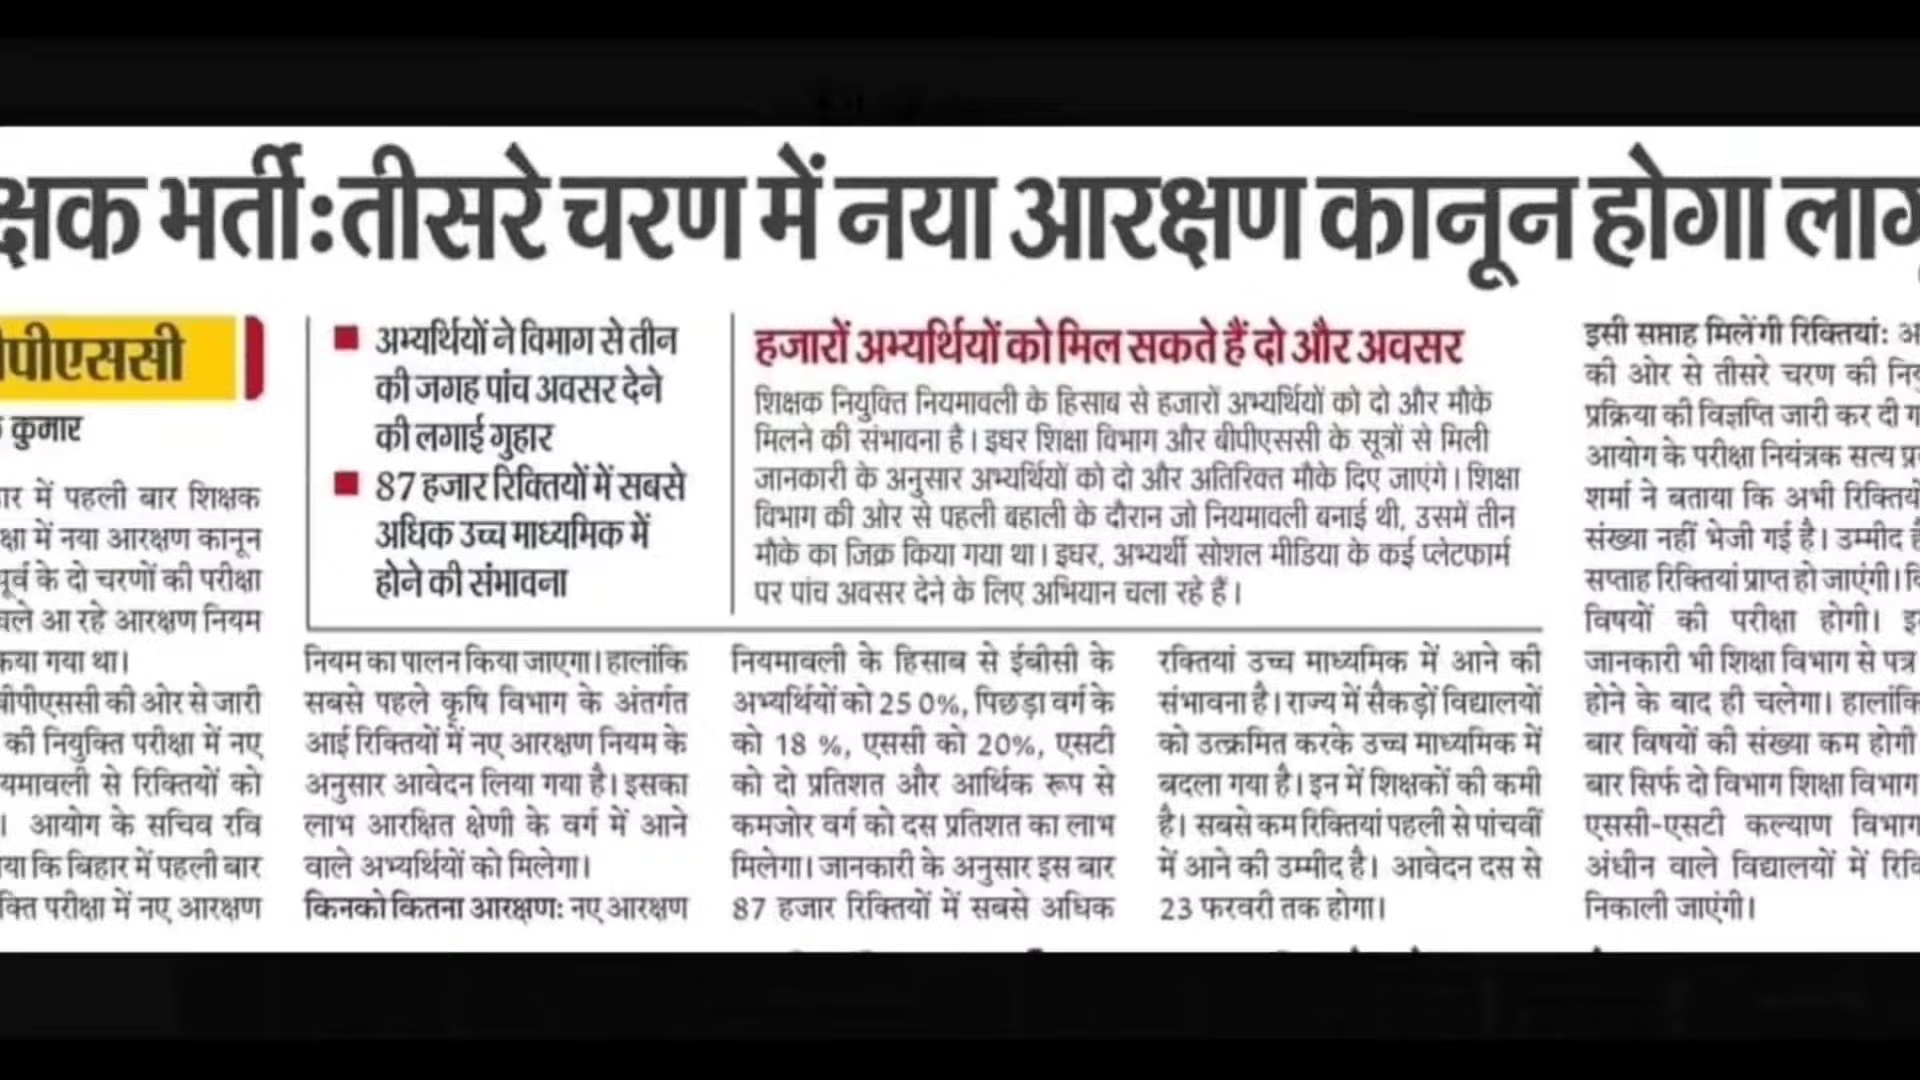 भर्तीः तीसरे चरण में नया आरक्षण कानून होगा
कुमार
में पहली बार शिक्षक
में नया आरक्षण कानून
के दो चरणों की परीक्षा
आ रहे आरक्षण नियम
गया था।
की ओर से जारी
की नियुक्ति परीक्षा में नए
से रिक्तियों को
। आयोग के सचिव रवि
कि बिहार में पहली बार
परीक्षा में नए आरक्षण
■ अभ्यर्थियों ने विभाग से तीन
की जगह पांच अवसर देने
की लगाई गुहार
■ 87 हजार रिक्तियों में सबसे
अधिक उच्च माध्यमिक में
होने की संभावना
हजारों अभ्यर्थियों को मिल सकते हैं दो और अवसर
शिक्षक नियुक्ति नियमावली के हिसाब से हजारों अभ्यर्थियों को दो और मौके
मिलने की संभावना है। इधर शिक्षा विभाग और बीपीएससी के सूत्रों से मिली
जानकारी के अनुसार अभ्यर्थियों को दो और अतिरिक्त मौके दिए जाएंगे। शिक्षा
विभाग की ओर से पहली बहाली के दौरान जो नियमावली बनाई थी, उसमें तीन
मौके का जिक्र किया गया था। इधर, अभ्यर्थी सोशल मीडिया के कई प्लेटफार्म
पर पांच अवसर देने के लिए अभियान चला रहे हैं।
नियम का पालन किया जाएगा। हालांकि
सबसे पहले कृषि विभाग के अंतर्गत
आई रिक्तियों में नए आरक्षण नियम के
अनुसार आवेदन लिया गया है। इसका
लाभ आरक्षित क्षेणी के वर्ग में आने
वाले अभ्यर्थियों को मिलेगा।
किनको कितना आरक्षण: नए आरक्षण
नियमावली के हिसाब से ईबीसी के
अभ्यर्थियों को 25 0%, पिछड़ा वर्ग के
को 18 %, एससी को 20%, एसटी
को दो प्रतिशत और आर्थिक रूप से
कमजोर वर्ग को दस प्रतिशत का लाभ
मिलेगा। जानकारी के अनुसार इस बार
87 हजार रिक्तियों में सबसे अधिक
रक्तियां उच्च माध्यमिक में आने की
संभावना है। राज्य में सैकड़ों विद्यालयों
को उत्क्रमित करके उच्च माध्यमिक में
बदला गया है। इन में शिक्षकों की कमी
है। सबसे कम रिक्तियां पहली से पांचवीं
में आने की उम्मीद है। आवेदन दस से
23 फरवरी तक होगा।
इसी सप्ताह मिलेंगी रिक्तियां:
की ओर से तीसरे चरण की
प्रक्रिया की विज्ञप्ति जारी कर दी
आयोग के परीक्षा नियंत्रक सत्य
शर्मा ने बताया कि अभी
संख्या नहीं भेजी गई है। उम्मीद
सप्ताह रिक्तियां प्राप्त हो जाएंगी।
विषयों की परीक्षा होगी।
जानकारी भी शिक्षा विभाग से पत्र
होने के बाद ही चलेगा।
बार विषयों की संख्या कम होगी
बार सिर्फ दो विभाग शिक्षा विभाग
एससी-एसटी कल्याण विभाग
अंधीन वाले विद्यालयों में
निकाली जाएंगी।